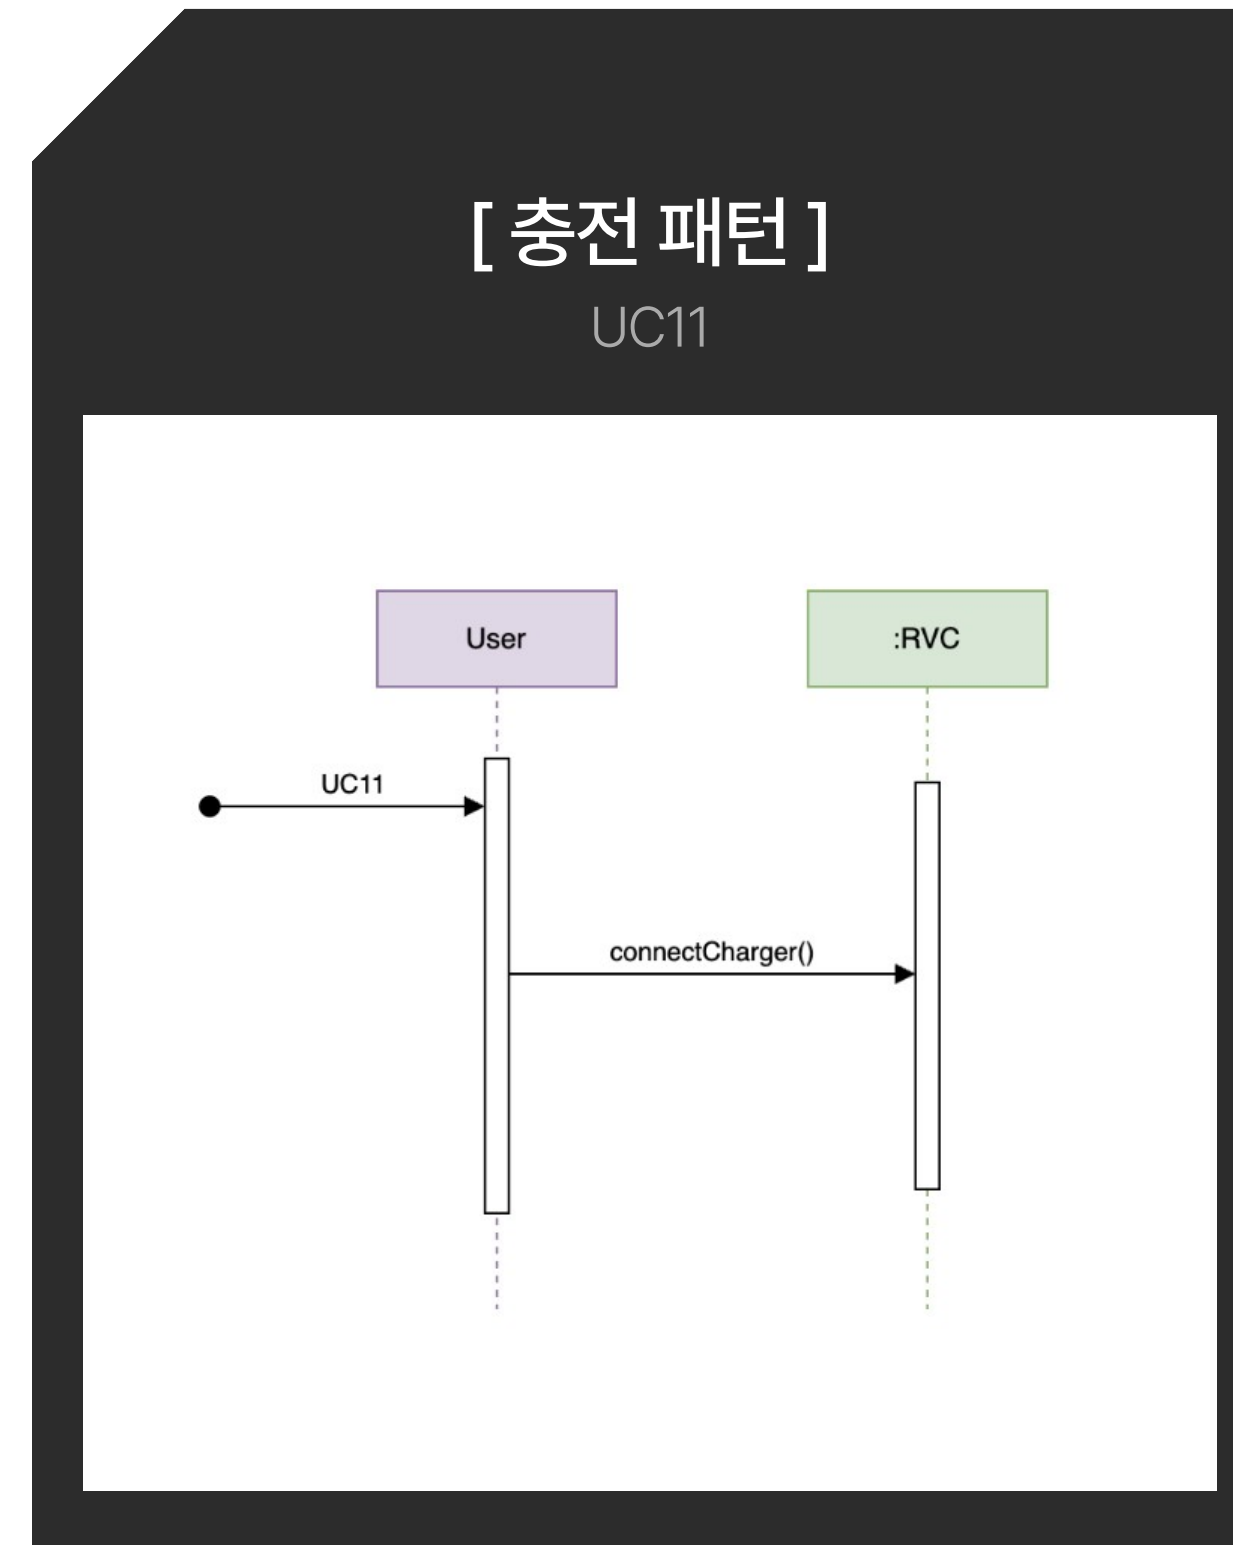 [ 충전 패턴 ]
UC11
User
:RVC
UC11
connectCharger()